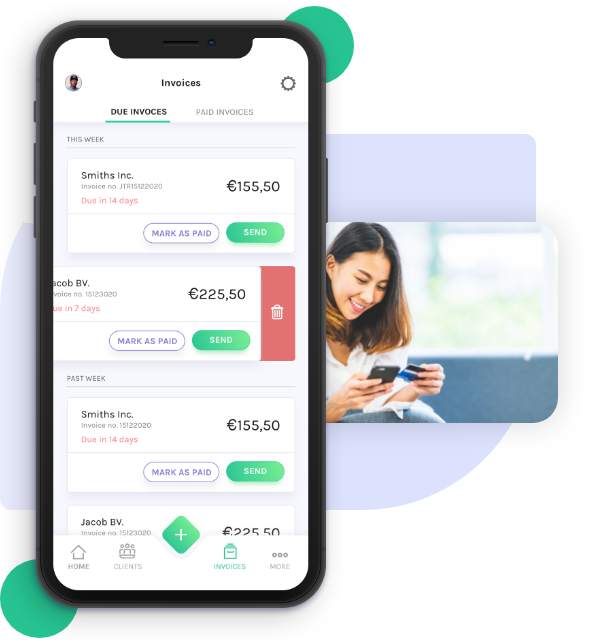 Invoices
DUE INVOCES PAID INVOICES
THIS WEEK
Smiths Inc.
Invoice no. JTR15122020
€155,50
Due in 14 days
MARK AS PAID SEND
acob BV.
voice no. 15123020
€225,50
ue in 7 days
MARK AS PAID SEND
PAST WEEK
Smiths Inc.
Invoice no. 15122020
€155,50
Due in 14 days
MARK AS PAID SEND
Jacob BV.
Invoice no. 15123020
€225,50
HOME CLIENTS INVOICES MORE